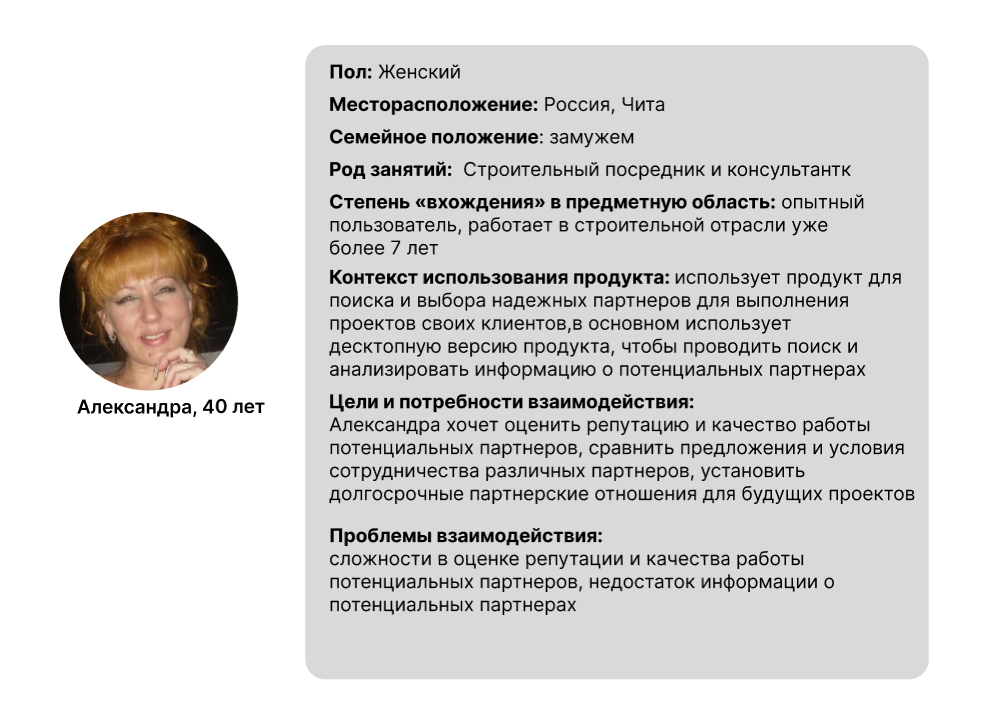 Александра, 40 лет
Пол: Женский
Месторасположение: Россия, Чита
Семейное положение: замужем
Род занятий: Строительный посредник и консультантк
Степень «вхождения» в предметную область: опытный
пользователь, работает в строительной отрасли уже
более 7 лет
Контекст использования продукта: использует продукт для
поиска и выбора надежных партнеров для выполнения
проектов своих клиентов,в основном использует
десктопную версию продукта, чтобы проводить поиск и
анализировать информацию о потенциальных партнерах
Цели и потребности взаимодействия:
Александра хочет оценить репутацию и качество работы
потенциальных партнеров, сравнить предложения и условия
сотрудничества различных партнеров, установить
долгосрочные партнерские отношения для будущих проектов
Проблемы взаимодействия:
сложности в оценке репутации и качества работы
потенциальных партнеров, недостаток информации о
потенциальных партнерах